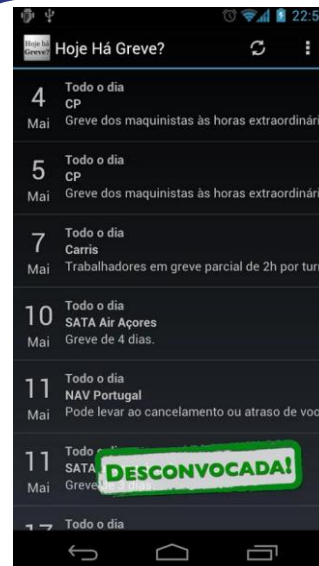 22:5
Hoje há
Greve?
Hoje Há Greve?
4
Mai
Todo o dia
CP
Greve dos maquinistas às horas extraordinári
5
Mai
Todo o dia
CP
Greve dos maquinistas às horas extraordinári
7
Mai
Todo o dia
Carris
Trabalhadores em greve parcial de 2h por tur
10
Mai
Todo o dia
SATA Air Açores
Greve de 4 dias.
11
Mai
Todo o dia
NAV Portugal
Pode levar ao cancelamento ou atraso de voo
11
Mai
Todo
SATA
Greve
DESCONVOCADA!
17
Todo o dia